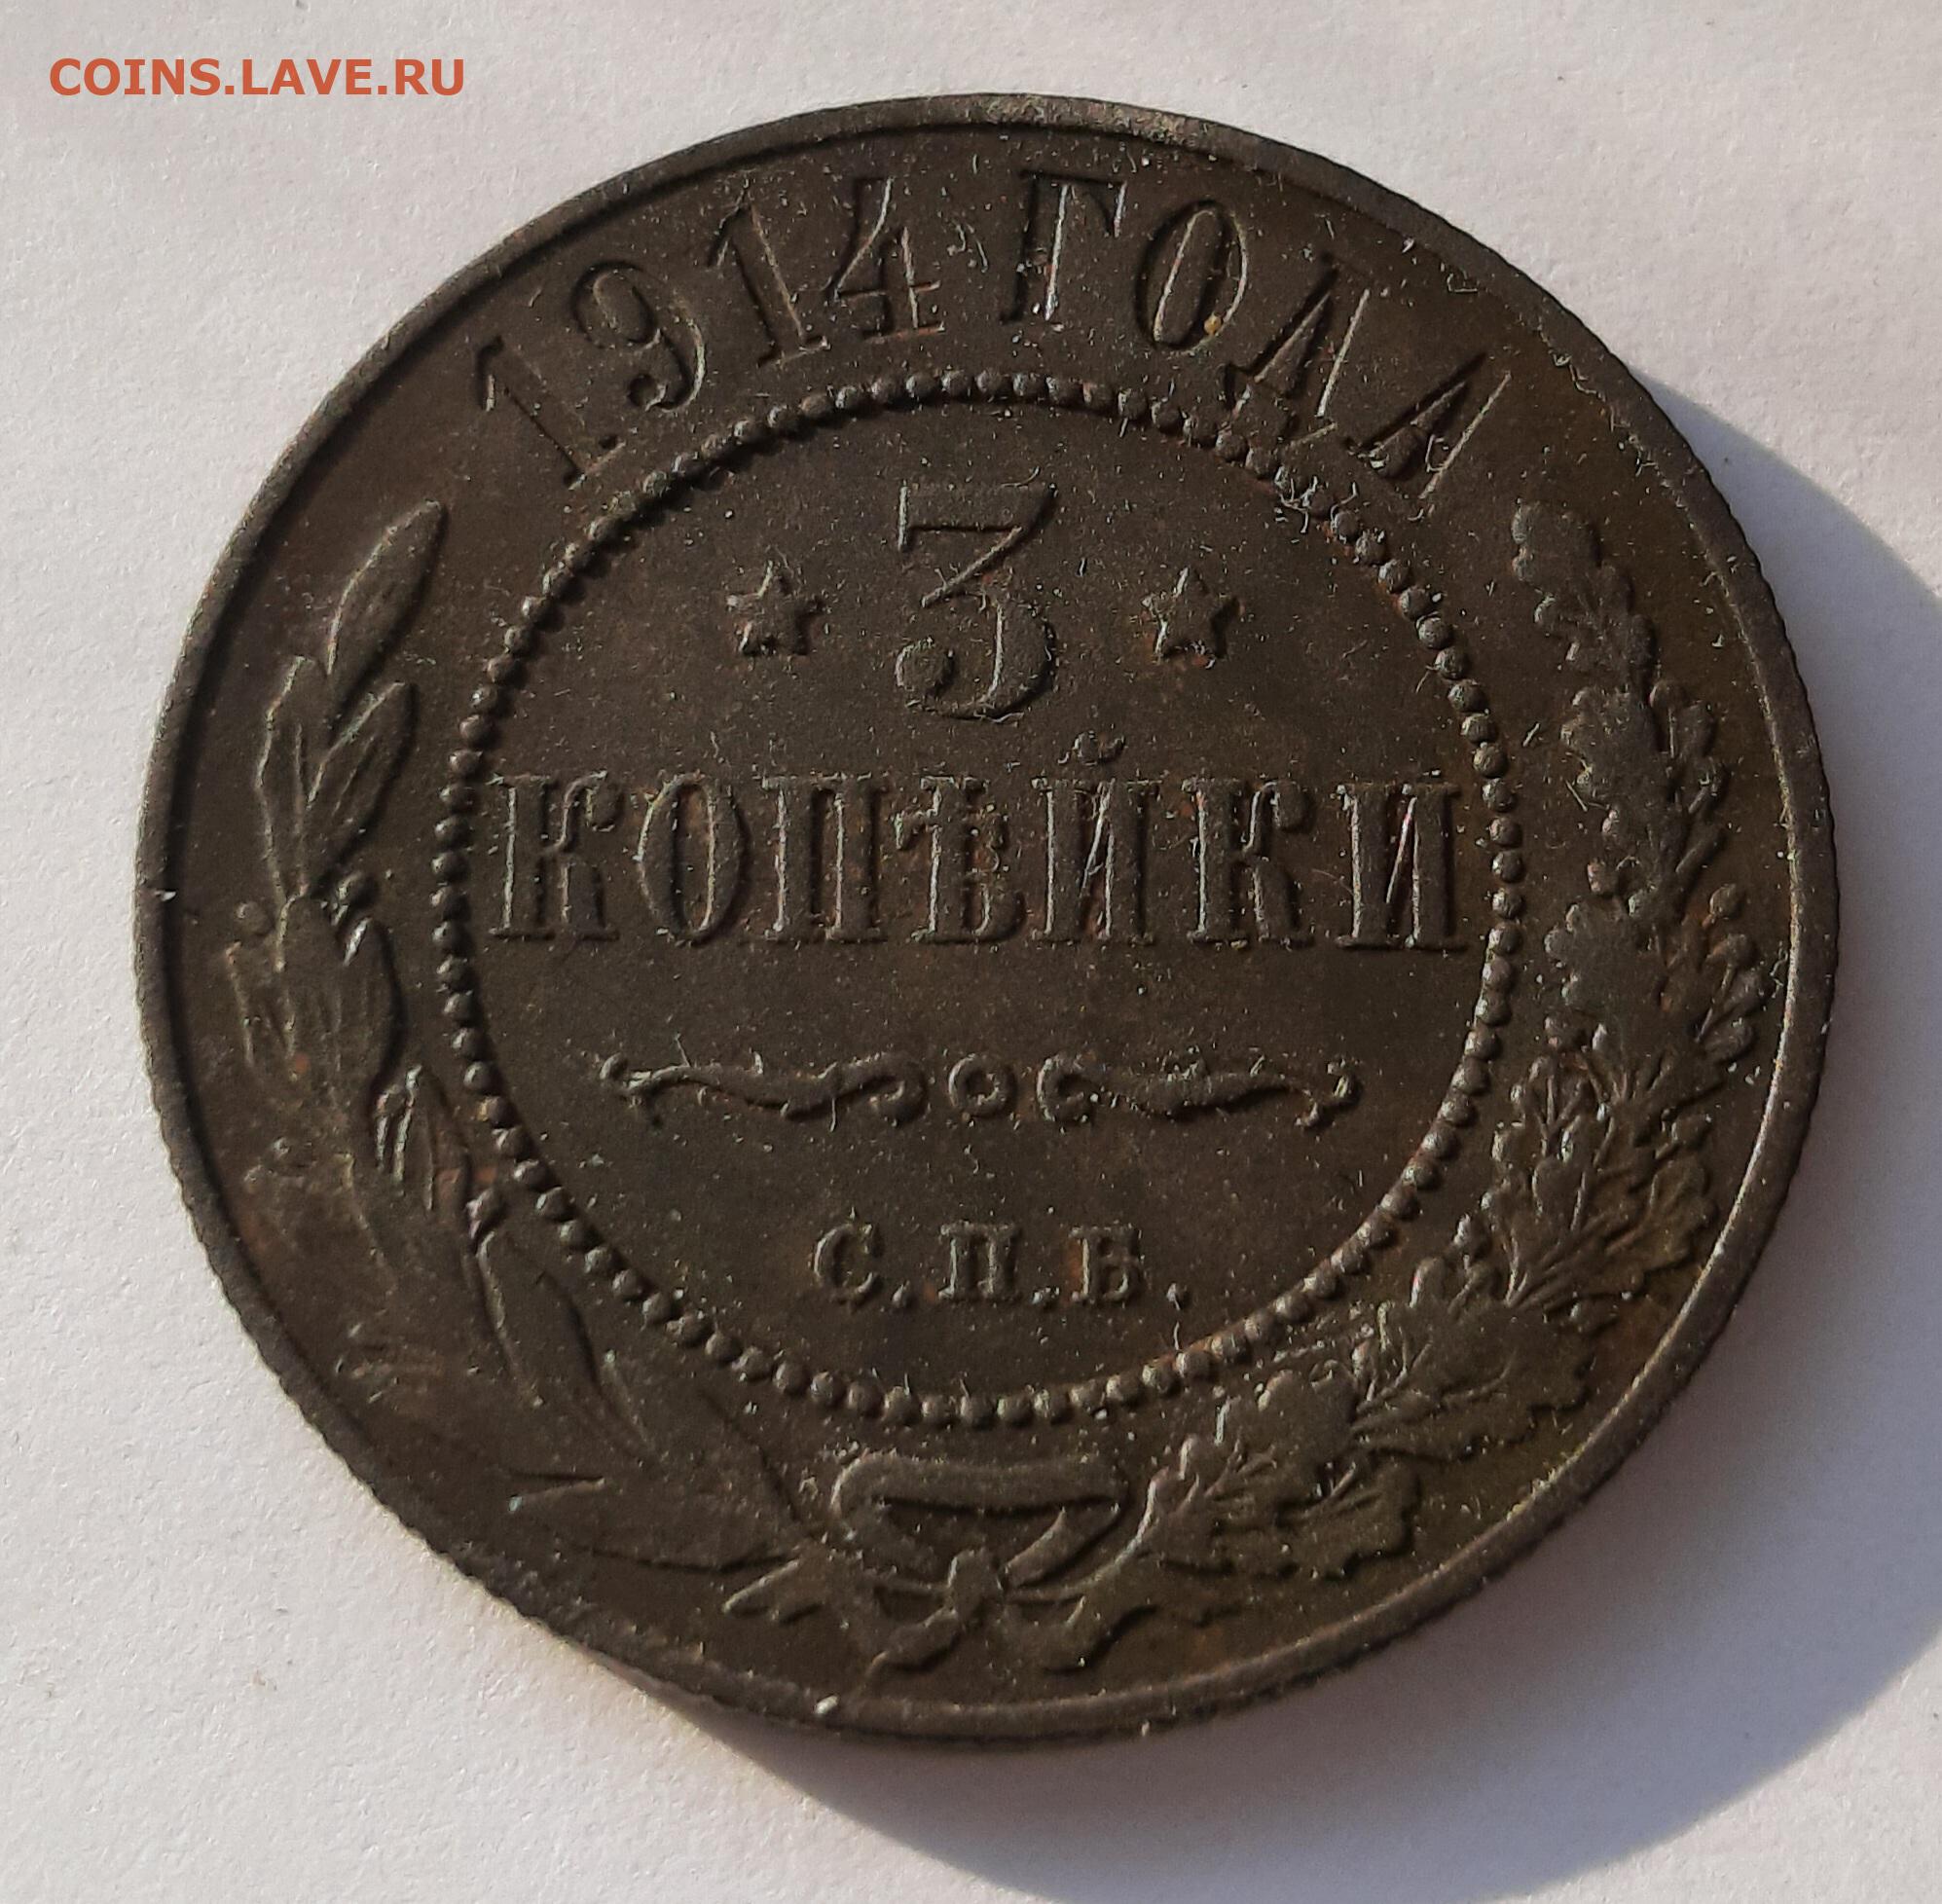 COINS.LAVE.RU
1914 ГОДА
3
КОПѢЙКИ
С.П.Б.